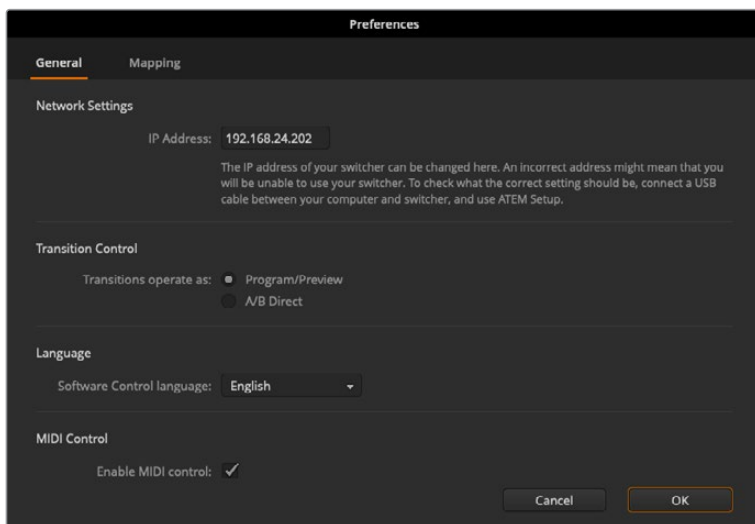 Preferences
General Mapping
Network Settings
IP Address: 192.168.24.202
The IP address of your switcher can be changed here. An incorrect address might mean that you
will be unable to use your switcher. To check what the correct setting should be, connect a USB
cable between your computer and switcher, and use ATEM Setup.
Transition Control
Transitions operate as: Program/Preview
A/B Direct
Language
Software Control language: English
MIDI Control
Enable MIDI control:
Cancel OK